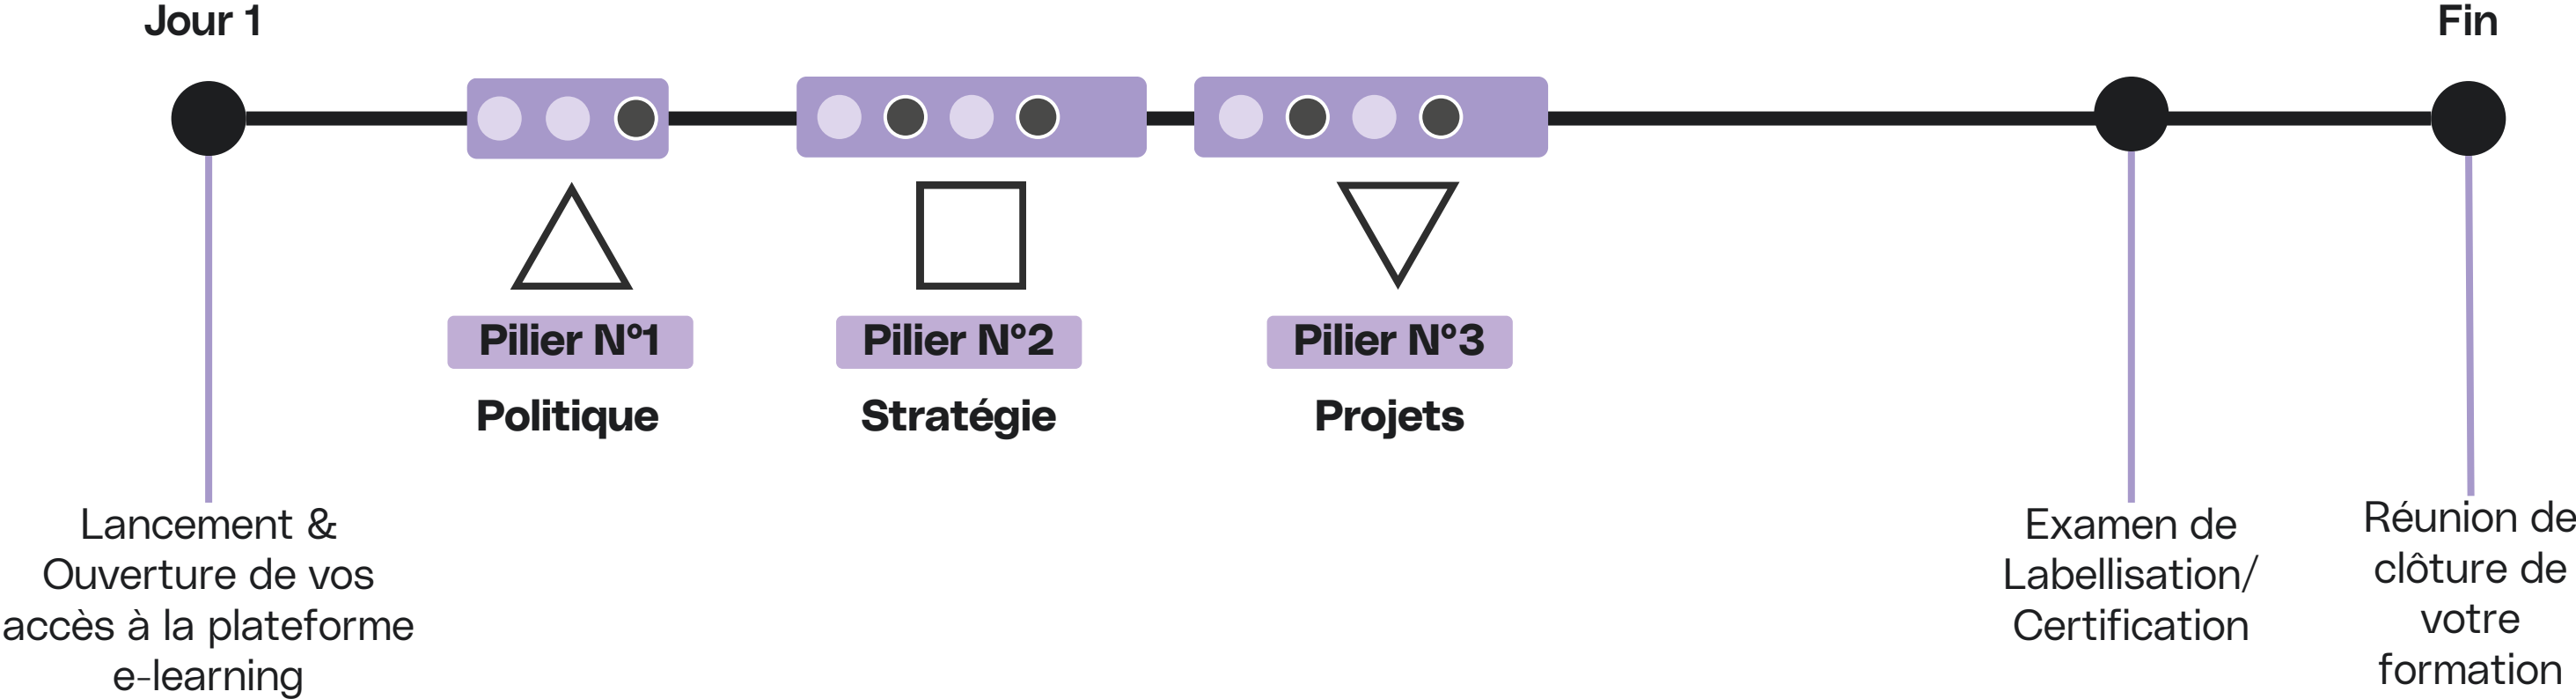 Jour 1
Fin
Pilier N°1
Pilier N°2
Pilier N°3
Politique
Stratégie
Projets
Lancement &
Ouverture de vos
accès à la plateforme
e-learning
Examen de
Labellisation/
Certification
Réunion de
clôture de
votre
formation